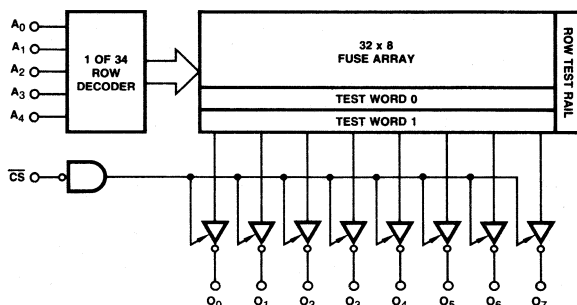 A0
A1
A2
A3
A4
1 OF 34
ROW
DECODER
32 x 8
FUSE ARRAY
TEST WORD 0
TEST WORD 1
ROW TEST RAIL
CS
O0 O1 O2 O3 O4 O5 O6 O7